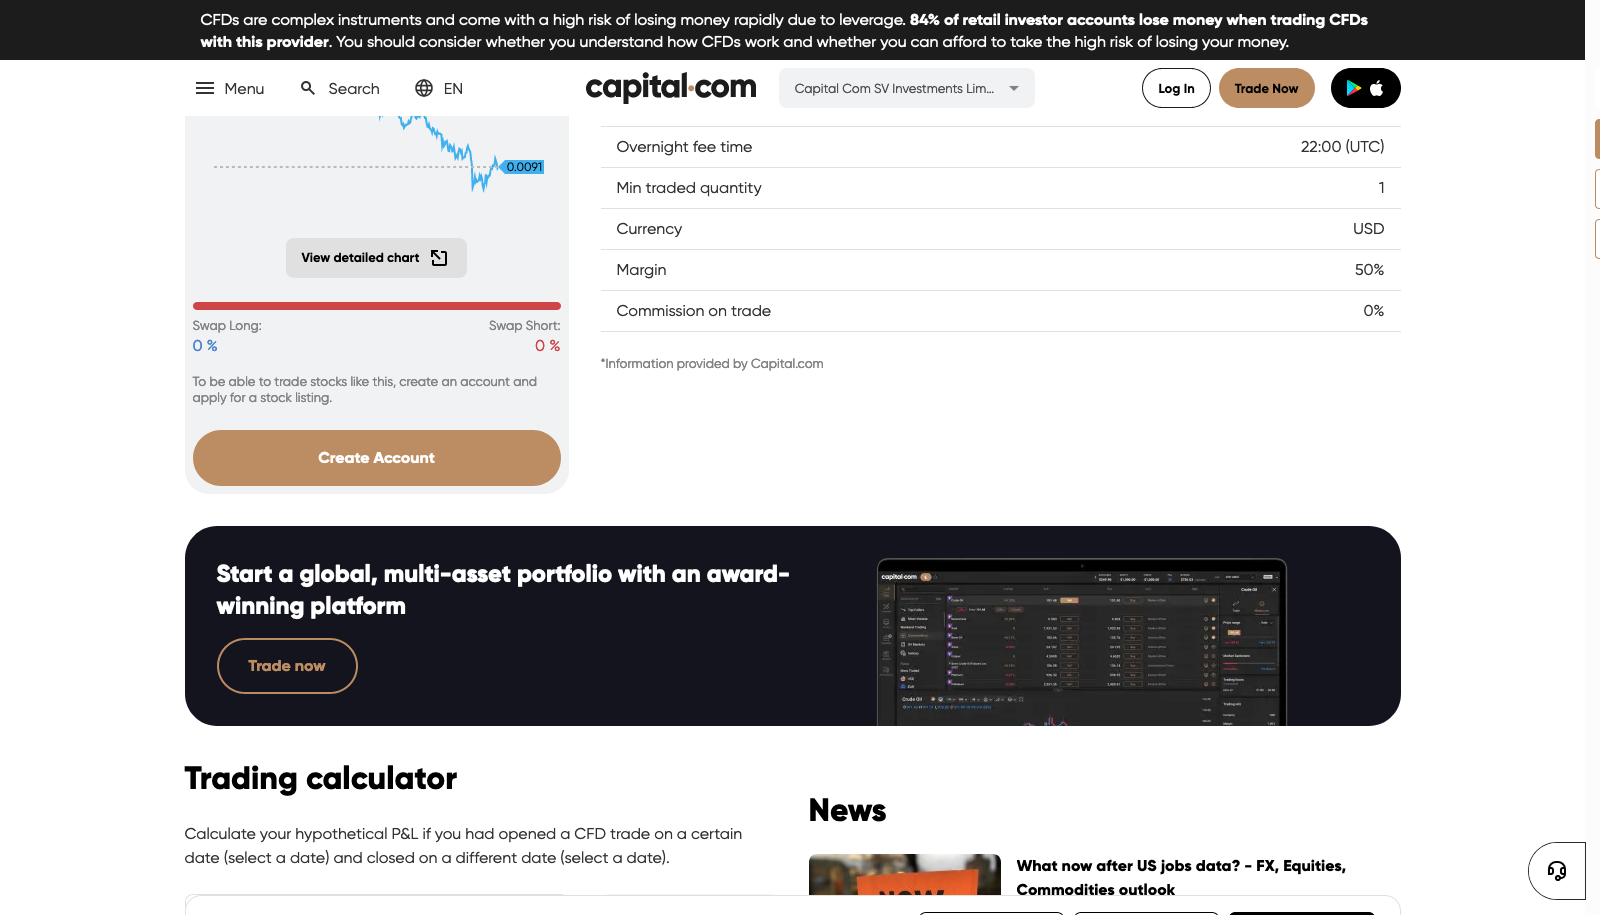 CFDs are complex instruments and come with a high risk of losing money rapidly due to leverage. 84% of retail investor accounts lose money when trading CFDs
with this provider. You should consider whether you understand how CFDs work and whether you can afford to take the high risk of losing your money.
Menu
Search
EN
capital.com
Capital Com SV Investments Lim...
Log In
Trade Now
0.0091
View detailed chart
Swap Long:
Swap Short:
0 %
0 %
To be able to trade stocks like this, create an account and
apply for a stock listing.
Create Account
Overnight fee time
22:00 (UTC)
Min traded quantity
1
Currency
USD
Margin
50%
Commission on trade
0%
*Information provided by Capital.com
Start a global, multi-asset portfolio with an award-
winning platform
Trade now
capital.com
Crude Oil
Crude Oil
Trading calculator
Calculate your hypothetical P&L if you had opened a CFD trade on a certain
date (select a date) and closed on a different date (select a date).
News
NOW
What now after US jobs data? - FX, Equities,
Commodities outlook